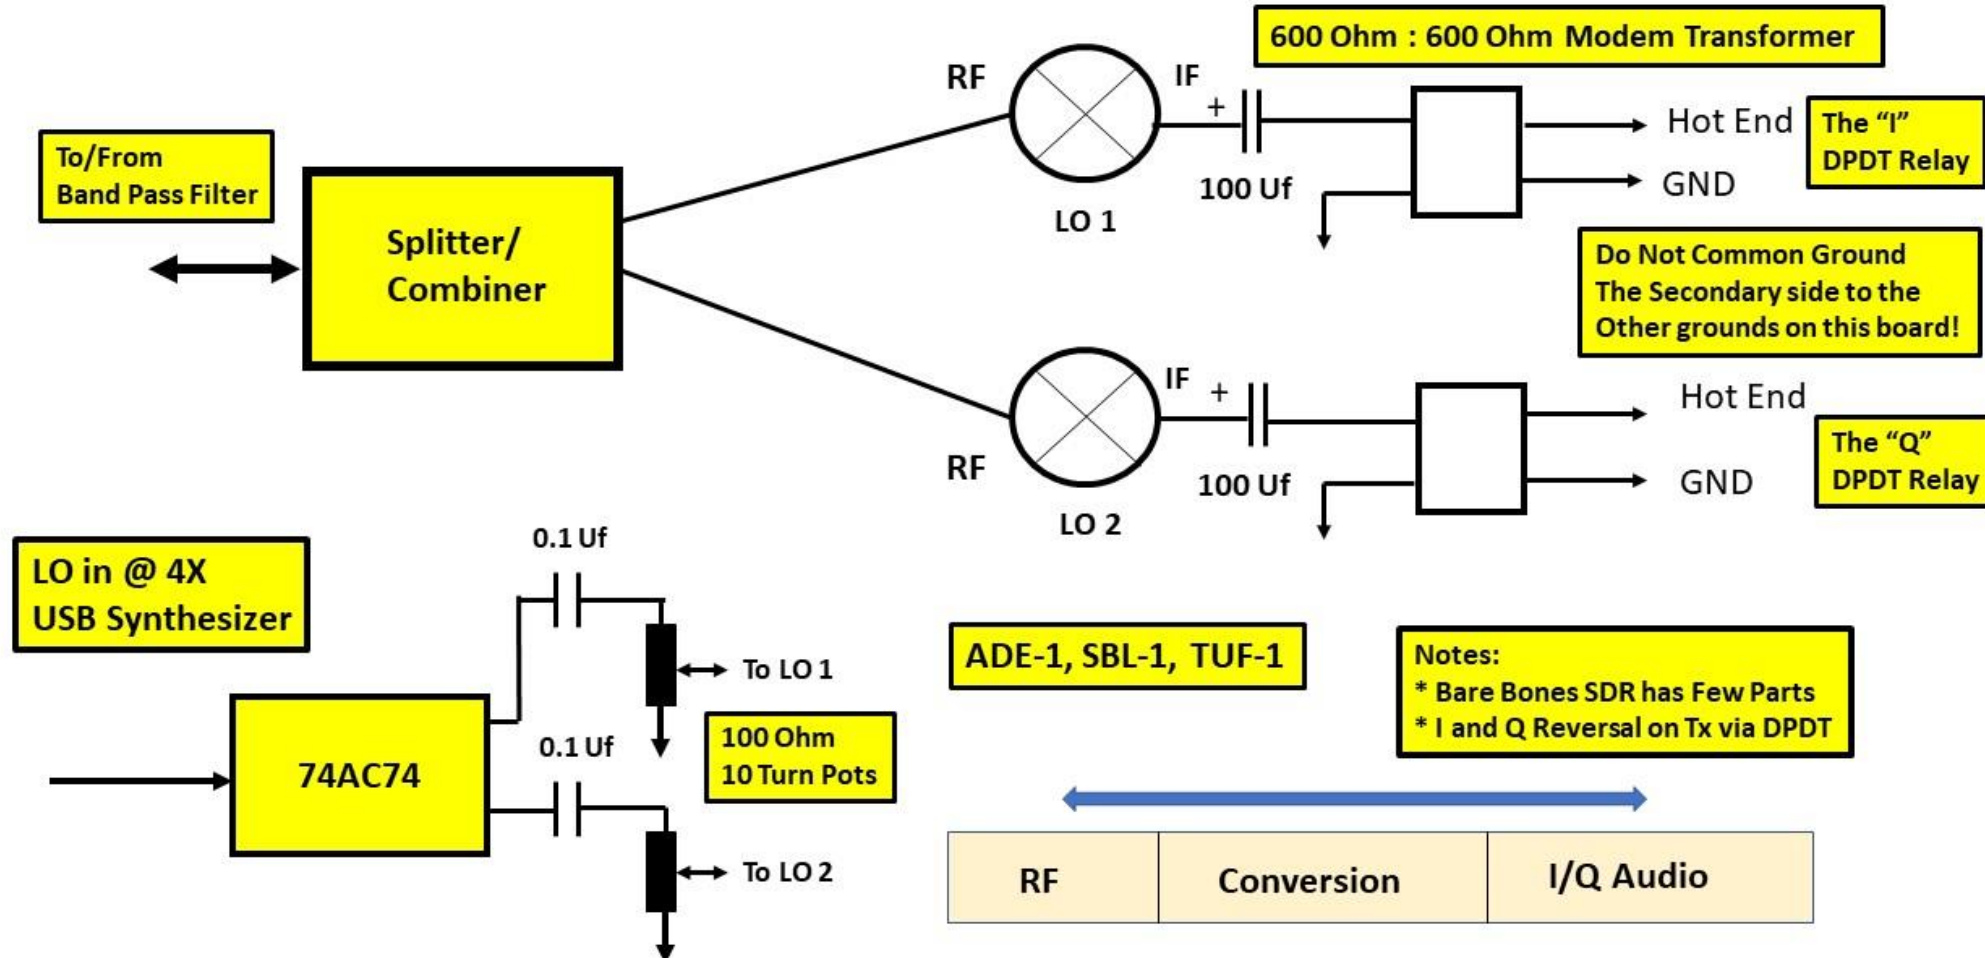 600 Ohm : 600 Ohm Modem Transformer
RF
IF
+
Hot End
The “I”
DPDT Relay
To/From
Band Pass Filter
100 Uf
GND
LO 1
Splitter/
Combiner
Do Not Common Ground
The Secondary side to the
Other grounds on this board!
IF
+
Hot End
RF
100 Uf
GND
The “Q”
DPDT Relay
LO 2
LO in @ 4X
USB Synthesizer
0.1 Uf
To LO 1
74AC74
0.1 Uf
100 Ohm
10 Turn Pots
To LO 2
ADE-1, SBL-1, TUF-1
Notes:
* Bare Bones SDR has Few Parts
* I and Q Reversal on Tx via DPDT
RF
Conversion
I/Q Audio